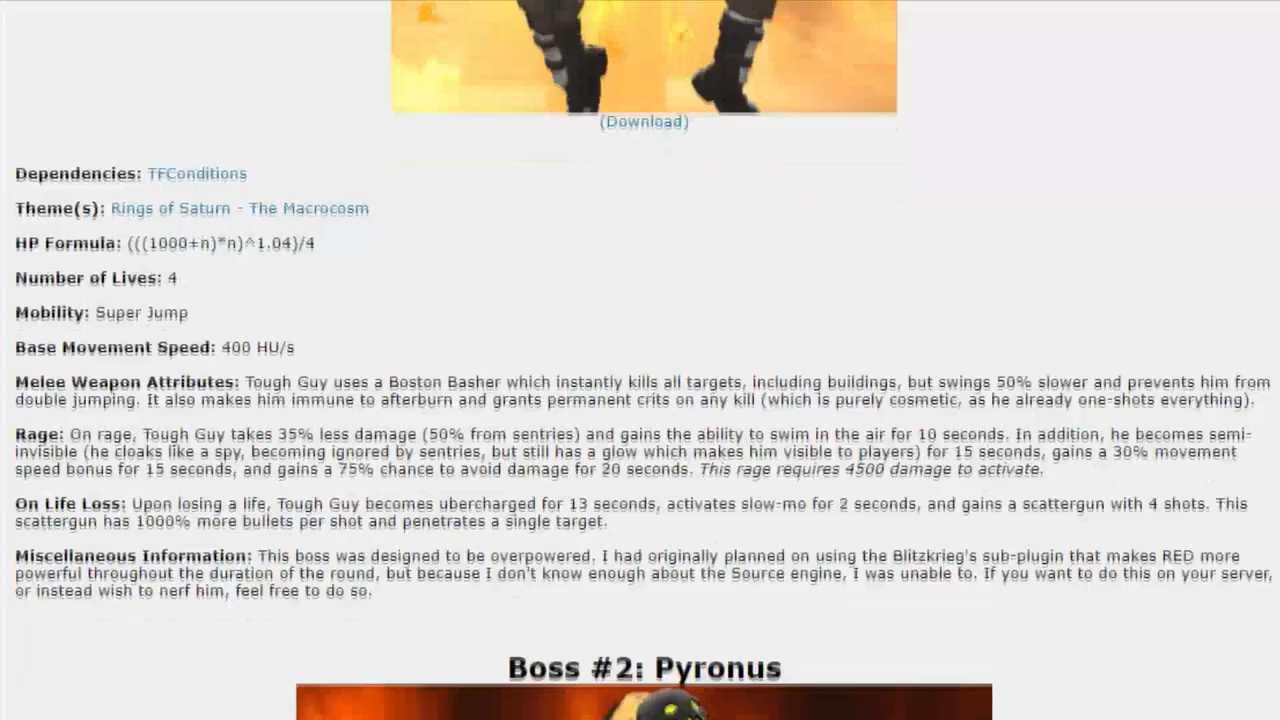 (Download)
Dependencies: TFConditions
Theme(s): Rings of Saturn - The Macrocosm
HP Formula: (((1000+n)*n)^1.04)/4
Number of Lives: 4
Mobility: Super Jump
Base Movement Speed: 400 HU/s
Melee Weapon Attributes: Tough Guy uses a Boston Basher which instantly kills all targets, including buildings, but swings 50% slower and prevents him from
double jumping. It also makes him immune to afterburn and grants permanent crits on any kill (which is purely cosmetic, as he already one-shots everything).
Rage: On rage, Tough Guy takes 35% less damage (50% from sentries) and gains the ability to swim in the air for 10 seconds. In addition, he becomes semi-
invisible (he cloaks like a spy, becoming ignored by sentries, but still has a glow which makes him visible to players) for 15 seconds, gains a 30% movement
speed bonus for 15 seconds, and gains a 75% chance to avoid damage for 20 seconds. This rage requires 4500 damage to activate.
On Life Loss: Upon losing a life, Tough Guy becomes ubercharged for 13 seconds, activates slow-mo for 2 seconds, and gains a scattergun with 4 shots. This
scattergun has 1000% more bullets per shot and penetrates a single target.
Miscellaneous Information: This boss was designed to be overpowered. I had originally planned on using the Blitzkrieg's sub-plugin that makes RED more
powerful throughout the duration of the round, but because I don't know enough about the Source engine, I was unable to. If you want to do this on your server,
or instead wish to nerf him, feel free to do so.
Boss #2: Pyronus